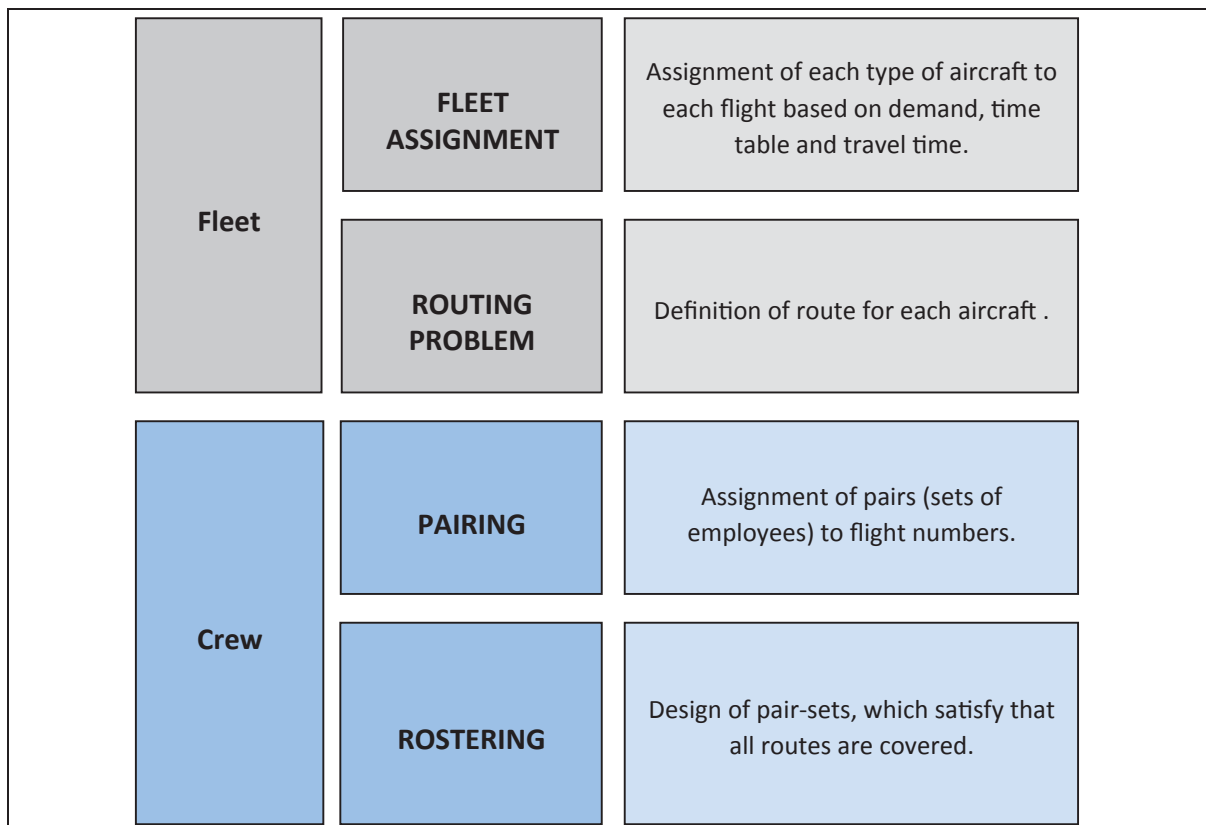 Fleet
FLEET
ASSIGNMENT
Assignment of each type of aircraft to
each flight based on demand, time
table and travel time.
ROUTING
PROBLEM
Definition of route for each aircraft .
Crew
PAIRING
Assignment of pairs (sets of
employees) to flight numbers.
ROSTERING
Design of pair-sets, which satisfy that
all routes are covered.